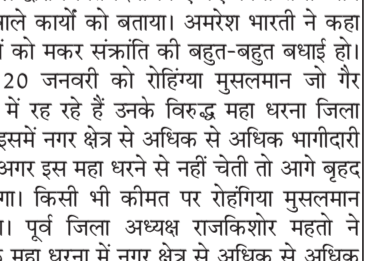 ाले कार्यों को बताया। अमरेश भारती ने कहा
को मकर संक्रांति की बहुत-बहुत बधाई हो।
20 जनवरी को रोहिंग्या मुसलमान जो गैर
में रह रहे हैं उनके विरुद्ध महा धरना जिला
इसमें नगर क्षेत्र से अधिक से अधिक भागीदारी
अगर इस महा धरने से नहीं चेती तो आगे बृहद
गा। किसी भी कीमत पर रोहंगिया मुसलमान
। पूर्व जिला अध्यक्ष राजकिशोर महतो ने
महा धरना में नगर क्षेत्र से अधिक से अधिक